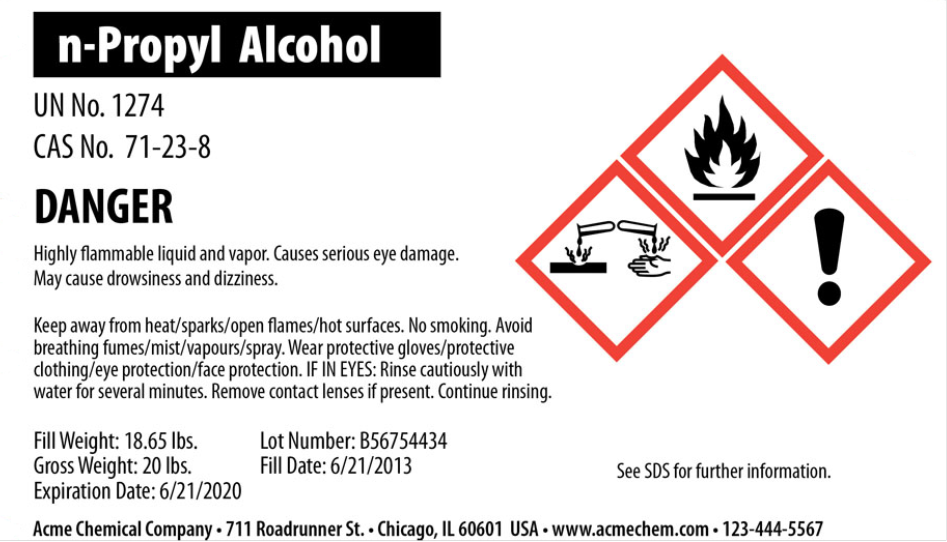 n-Propyl Alcohol
UN No. 1274
CAS No. 71-23-8
DANGER
Highly flammable liquid and vapor. Causes serious eye damage.
May cause drowsiness and dizziness.
Keep away from heat/sparks/open flames/hot surfaces. No smoking. Avoid
breathing fumes/mist/vapours/spray. Wear protective gloves/protective
clothing/eye protection/face protection. IF IN EYES: Rinse cautiously with
water for several minutes. Remove contact lenses if present. Continue rinsing.
Fill Weight: 18.65 lbs. Lot Number: B56754434
Gross Weight: 20 lbs. Fill Date: 6/21/2013
Expiration Date: 6/21/2020
See SDS for further information.
Acme Chemical Company • 711 Roadrunner St. • Chicago, IL 60601 USA • www.acmechem.com • 123-444-5567